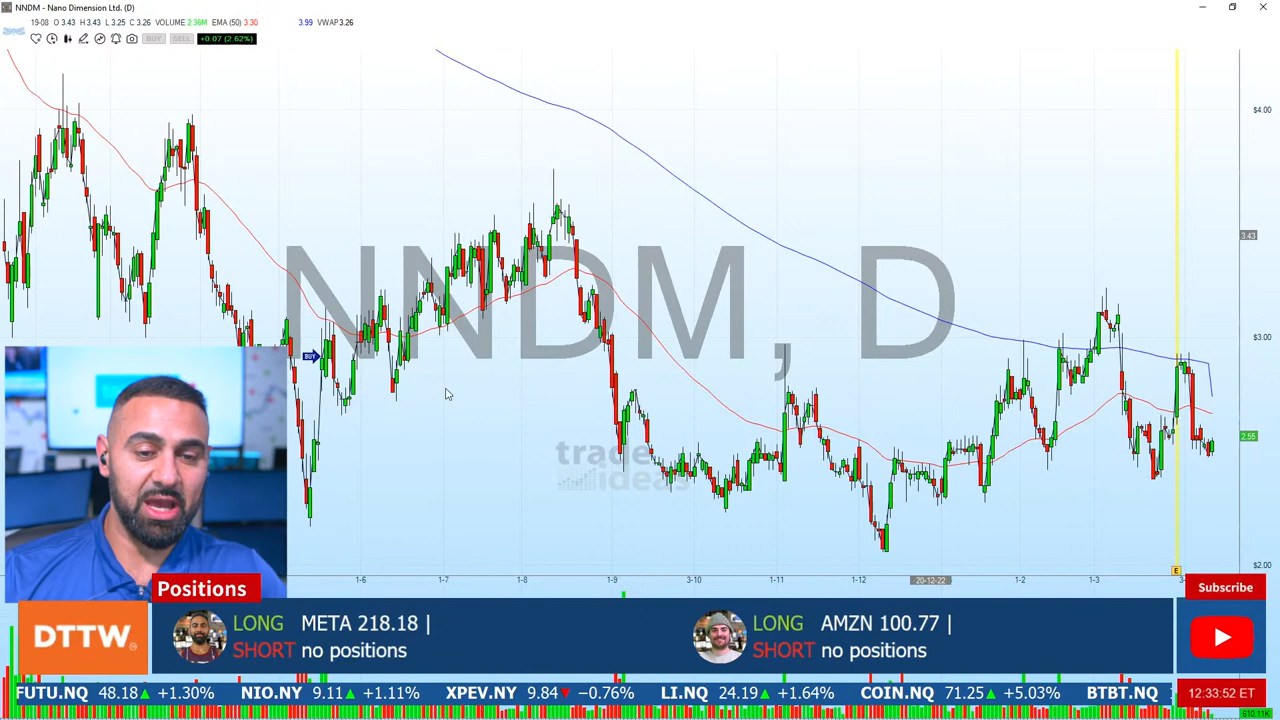 NNDM - Nano Dimension Ltd. (D)
19-08 O 3.43 H 3.43 L 3.25 C 3.26 VOLUME 2.36M EMA (50) 3.30 3.99 VWAP 3.26
BUY SELL +0.07 (2.62%)
$4.00
3.43
NNDM, D
$3.00
BUY
2.55
trade
ideas
$2.00
E
1-6 1-7 1-8 1-9 3-10 1-11 1-12 20-12-22 1-2 1-3 3-
Positions
Subscribe
DTTW
LONG META 218.18 |
SHORT no positions
LONG AMZN 100.77 |
SHORT no positions
FUTU.NQ 48.18 ▲ +1.30% NIO.NY 9.11 ▲ +1.11% XPEV.NY 9.84 ▼ −0.76% LI.NQ 24.19 ▲ +1.64% COIN.NQ 71.25 ▲ +5.03% BTBT.NQ
12:33:52 ET